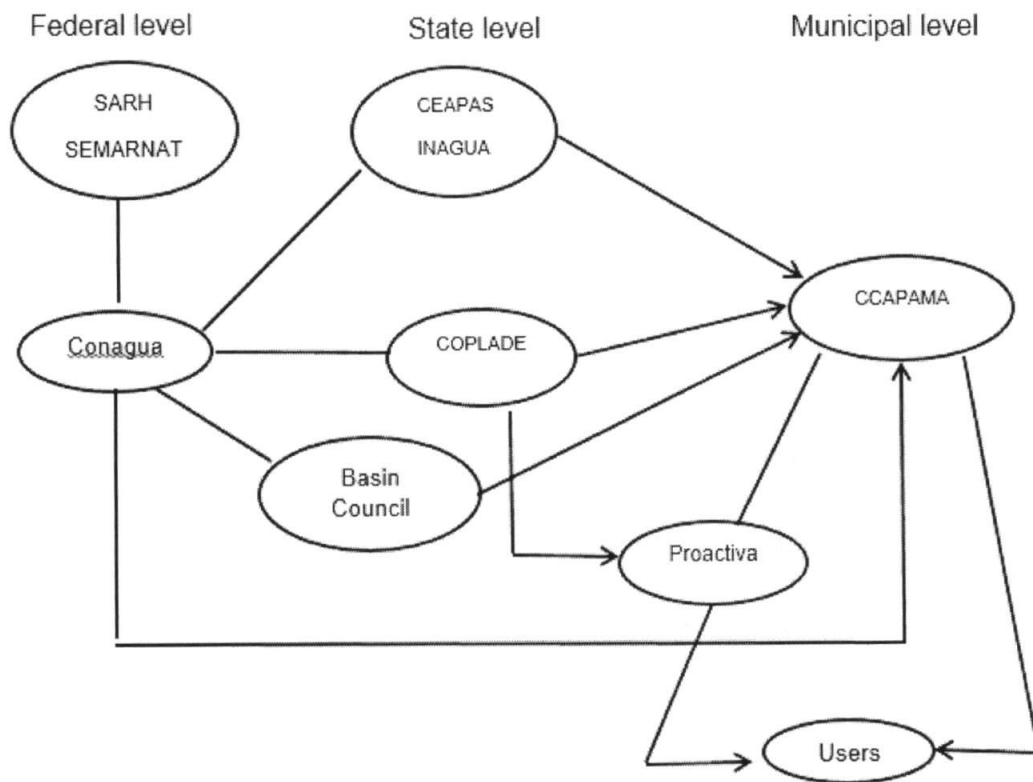 Federal level
State level
Municipal level
SARH
SEMARNAT
CEAPAS
INAGUA
CCAPAMA
Conagua
COPLADE
Basin
Council
Proactiva
Users